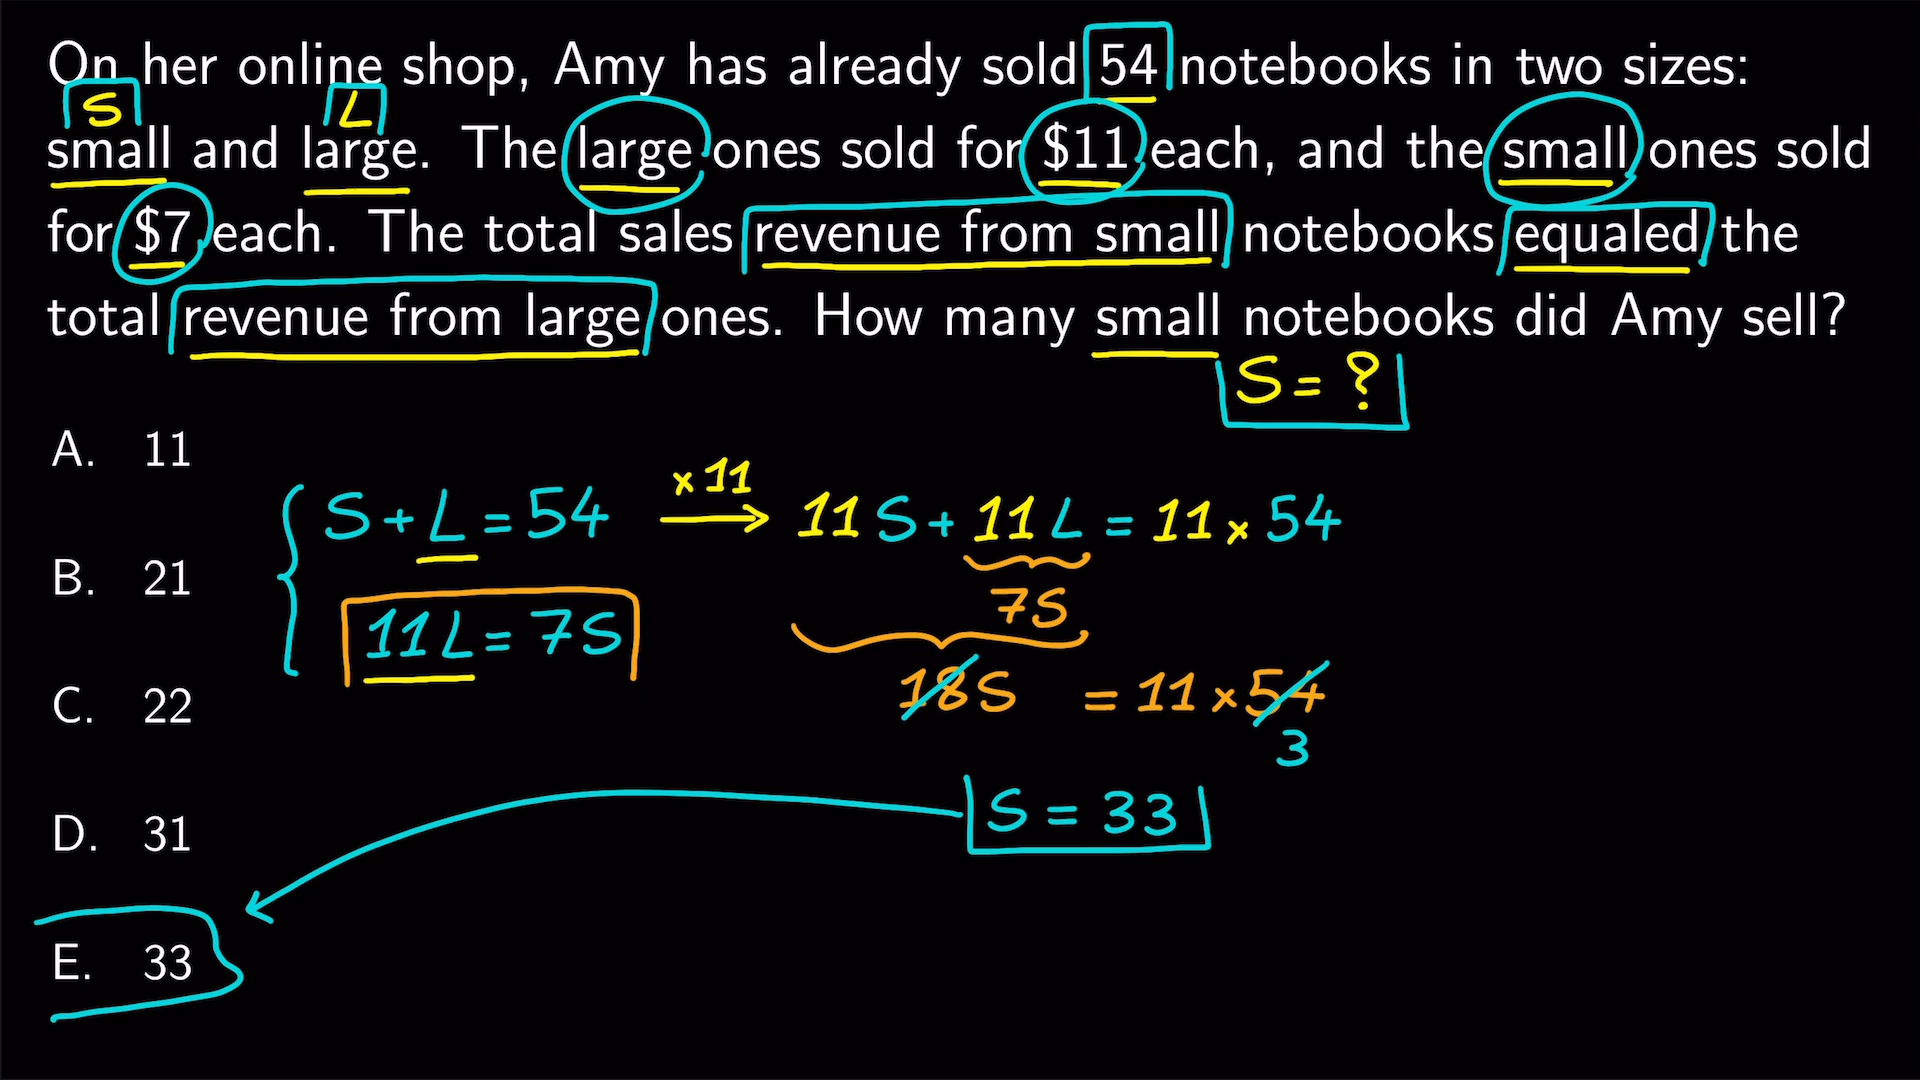 On her online shop, Amy has already sold 54 notebooks in two sizes:
S L
small and large. The large ones sold for $11 each, and the small ones sold
for $7 each. The total sales revenue from small notebooks equaled the
total revenue from large ones. How many small notebooks did Amy sell?
S = ?
A. 11
S + L = 54 ×11 11S + 11L = 11 × 54
B. 21
7S
11L = 7S
C. 22
18S = 11 × 54
3
D. 31
S = 33
E. 33